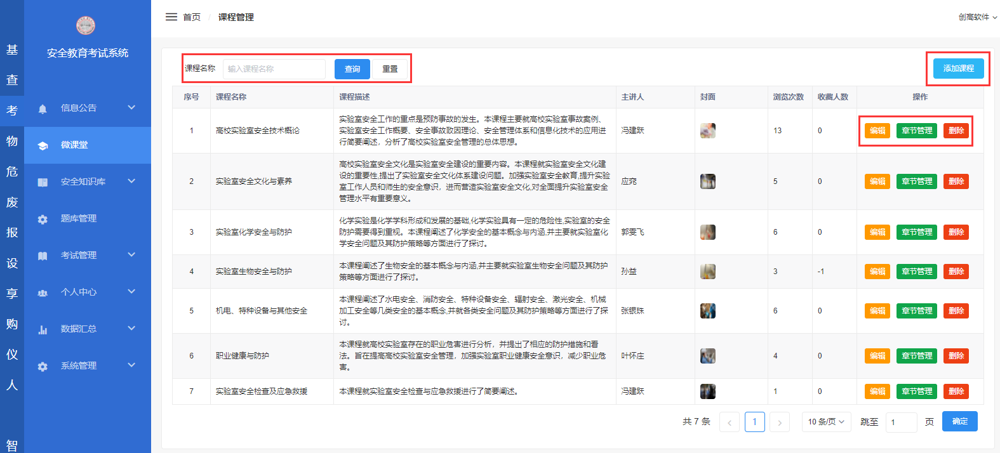 基
查
考
物
危
废
报
设
享
购
仪
人
智
安全教育考试系统
信息公告
微课堂
安全知识库
题库管理
考试管理
个人中心
数据汇总
系统管理
首页 / 课程管理
创高软件
课程名称 输入课程名称 查询 重置
添加课程
序号 课程名称 课程描述 主讲人 封面 浏览次数 收藏人数 操作
1 高校实验室安全技术概论
实验室安全工作的重点是预防事故的发生。本课程主要就高校实验室事故案例、
实验室安全工作概要、安全事故致因理论、安全管理体系和信息化技术的应用进
行简要阐述，分析了高校实验室安全管理的总体思想。
冯建跃 13 0 编辑 章节管理 删除
2 实验室安全文化与素养
高校实验室安全文化是实验室安全建设的重要内容。本课程就实验室安全文化建
设的重要性,提出了实验室安全文化体系建设问题。加强实验室安全教育,提升实验
室工作人员和师生的安全意识，进而营造实验室安全文化,对全面提升实验室安全
管理水平有重要意义。
应窕 5 0 编辑 章节管理 删除
3 实验室化学安全与防护
化学实验是化学学科形成和发展的基础,化学实验具有一定的危险性,实验室的安全
防护需要得到重视。本课程阐述了化学安全的基本概念与内涵,并主要就实验室化
学安全问题及其防护策略等方面进行了探讨。
郭雯飞 6 0 编辑 章节管理 删除
4 实验室生物安全与防护
本课程阐述了生物安全的基本概念与内涵,并主要就实验室生物安全问题及其防护
策略等方面进行了探讨。
孙益 3 -1 编辑 章节管理 删除
5 机电、特种设备与其他安全
本课程阐述了水电安全、消防安全、特种设备安全、辐射安全、激光安全、机械
加工安全等几类安全的基本概念,并就各类安全问题及其防护策略等方面进行了探
讨。
张银珠 6 0 编辑 章节管理 删除
6 职业健康与防护
本课程就高校实验室存在的职业危害进行分析，并提出了相应的防护措施和看
法。旨在提高高校实验室安全管理，加强实验室职业健康安全意识，减少职业危
害。
叶怀庄 4 0 编辑 章节管理 删除
7 实验室安全检查及应急救援 本课程就实验室安全检查与应急救援进行了简要阐述。 冯建跃 1 0 编辑 章节管理 删除
共 7 条 1 10 条/页 跳至 1 页 确定